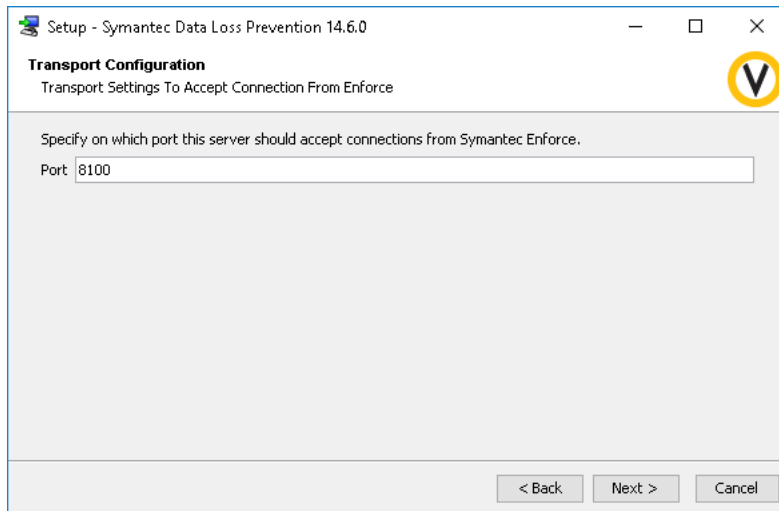 Setup - Symantec Data Loss Prevention 14.6.0
Transport Configuration
Transport Settings To Accept Connection From Enforce
Specify on which port this server should accept connections from Symantec Enforce.
Port 8100
< Back Next > Cancel